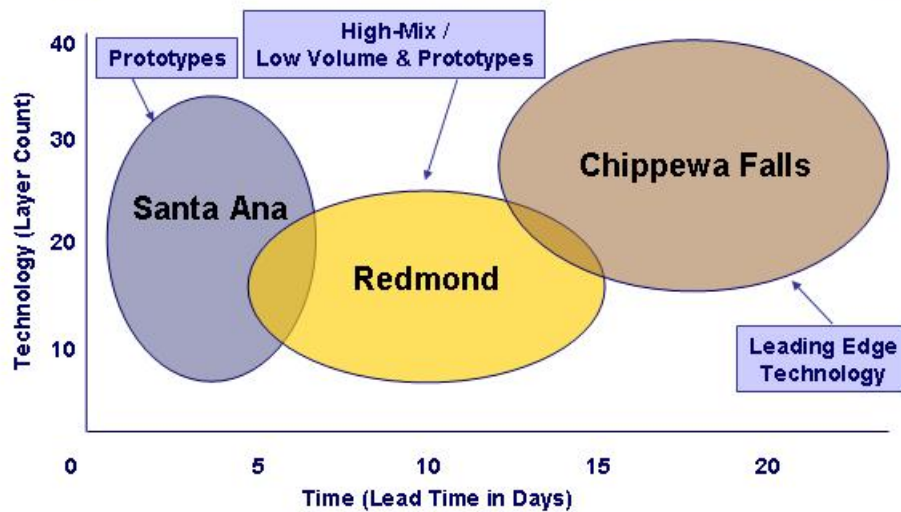 High-Mix /
Low Volume & Prototypes
Prototypes
40
30
20
10
Technology (Layer Count)
Santa Ana
Redmond
Chippewa Falls
Leading Edge
Technology
0
5
10
15
20
Time (Lead Time in Days)